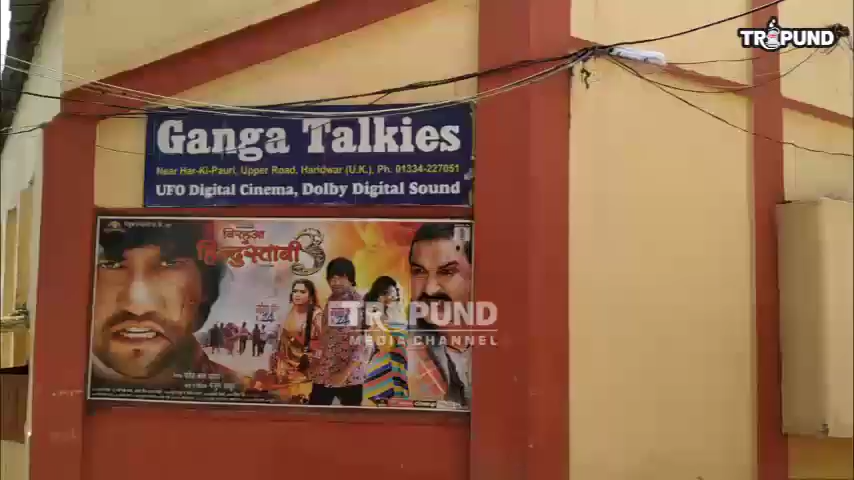 TRIPUND
Ganga Talkies
Near Har-Ki-Pauri, Upper Road, Haridwar (U.K.) Ph. 01334-227051
UFO Digital Cinema, Dolby Digital Sound
हिन्दुस्तानी 3
TRIPUND
MEDIA CHANNEL